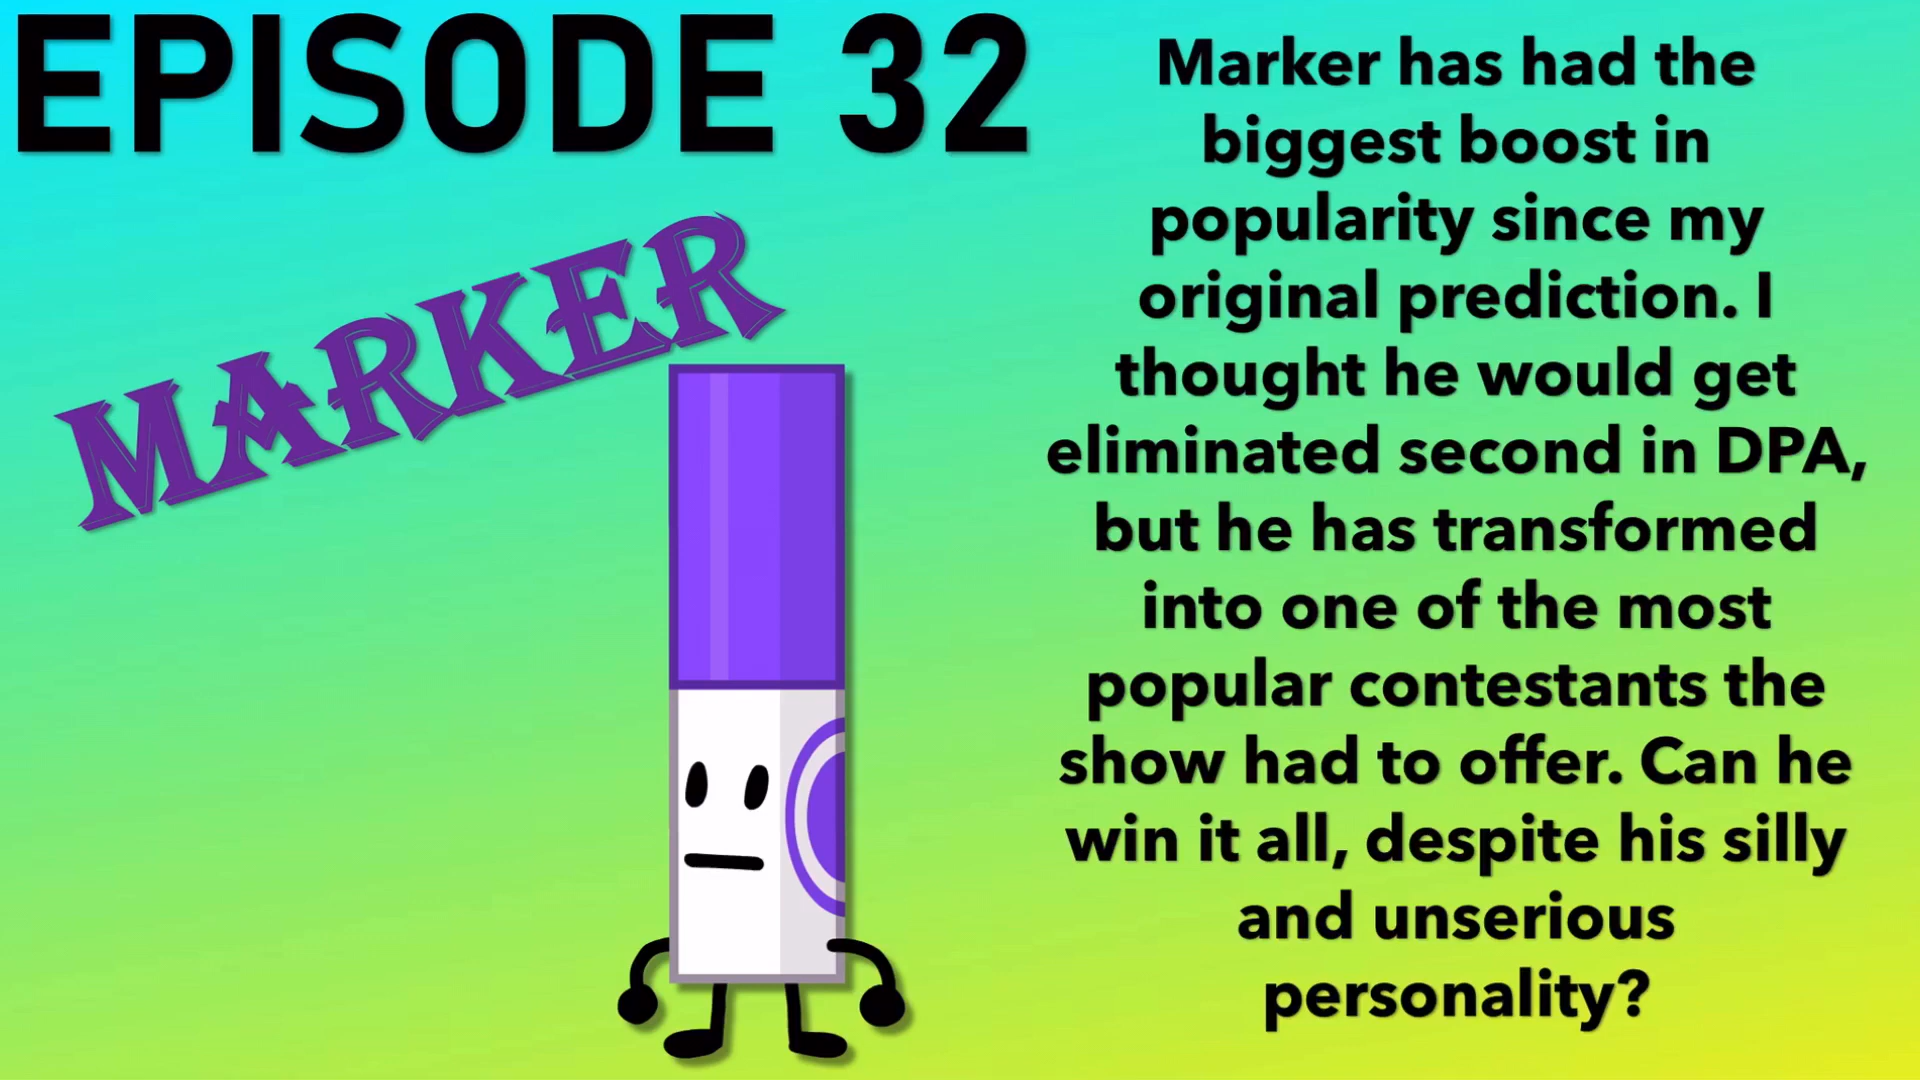 EPISODE 32
MARKER
Marker has had the
biggest boost in
popularity since my
original prediction. I
thought he would get
eliminated second in DPA,
but he has transformed
into one of the most
popular contestants the
show had to offer. Can he
win it all, despite his silly
and unserious
personality?